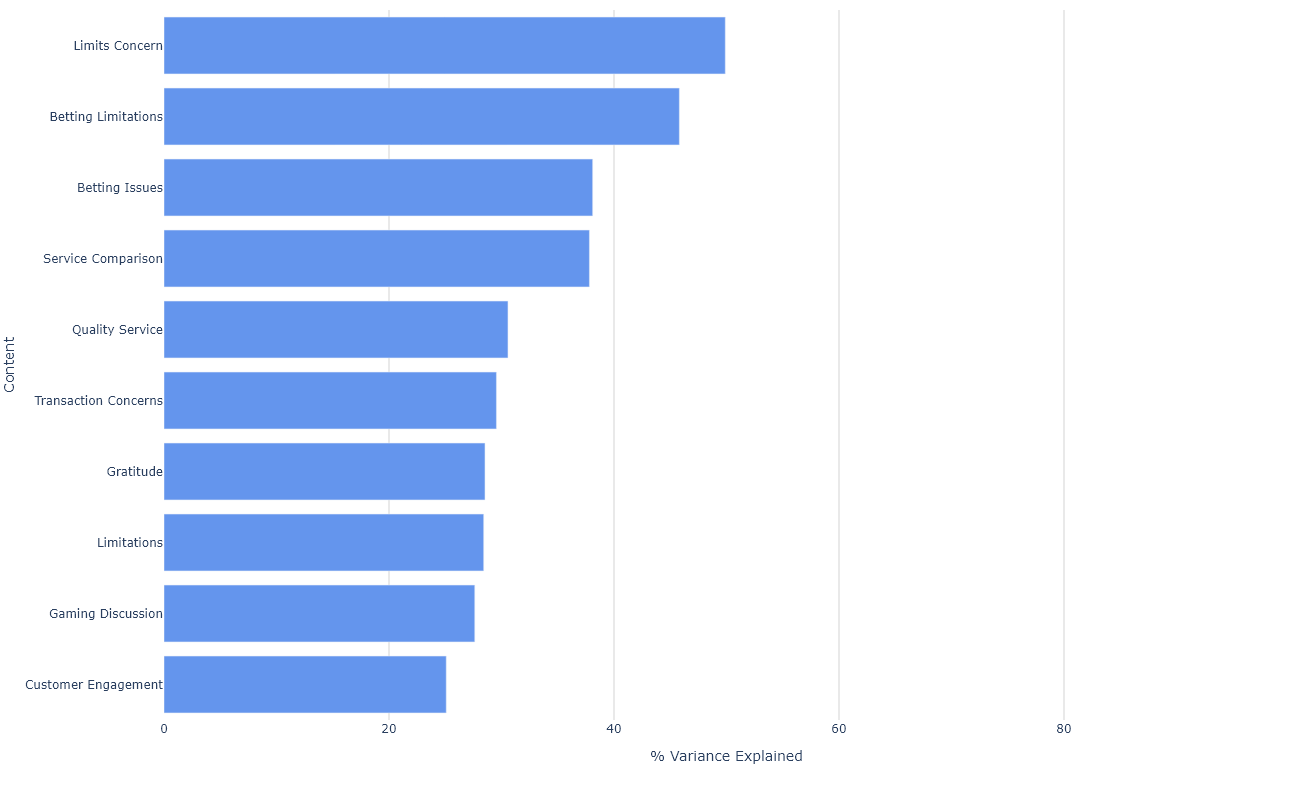 Limits Concern
Betting Limitations
Betting Issues
Service Comparison
Quality Service
Transaction Concerns
Gratitude
Limitations
Gaming Discussion
Customer Engagement
Content
0 20 40 60 80
% Variance Explained